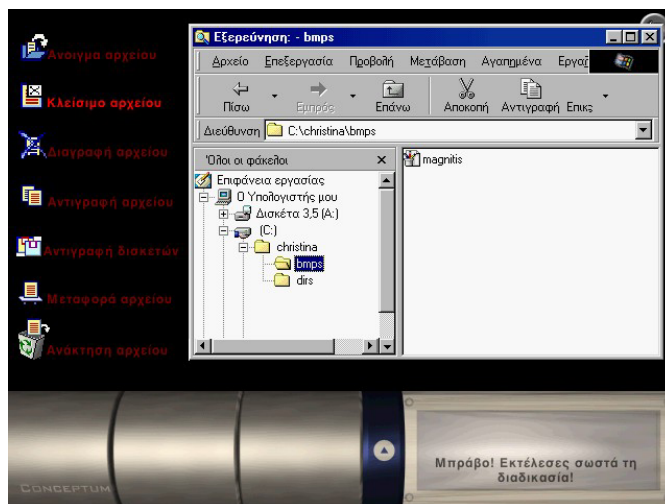 Άνοιγμα αρχείου
Κλείσιμο αρχείου
Διαγραφή αρχείου
Αντιγραφή αρχείου
Αντιγραφή δισκετών
Μεταφορά αρχείου
Ανάκτηση αρχείου
Εξερεύνηση: - bmps
Αρχείο Επεξεργασία Προβολή Μετάβαση Αγαπημένα Εργαζ
Πίσω Εμπρός Επάνω Αποκοπή Αντιγραφή Επικ
Διεύθυνση C:\christina\bmps
Όλοι οι φάκελοι
magnitis
Επιφάνεια εργασίας
Ο Υπολογιστής μου
Δισκέτα 3,5 (A:)
(C:)
christina
bmps
dirs
Μπράβο! Εκτέλεσες σωστά τη
διαδικασία!
CONCEPTUM